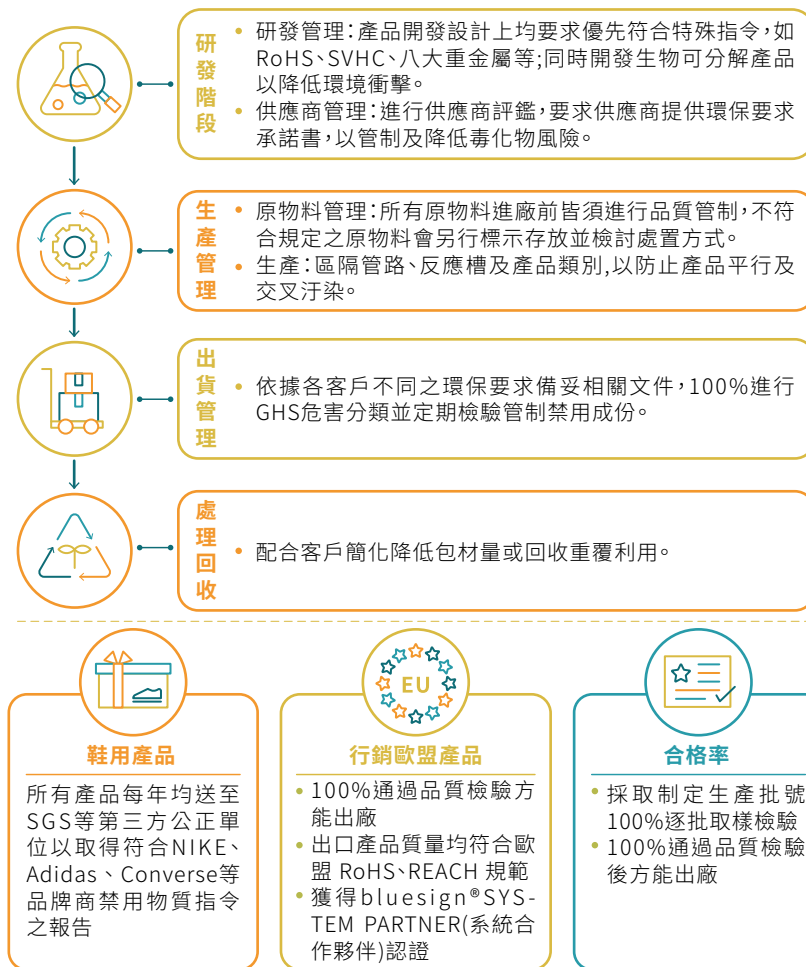 研發階段
• 研發管理：產品開發設計上均要求優先符合特殊指令，如
RoHS、SVHC、八大重金屬等；同時開發生物可分解產品
以降低環境衝擊。
• 供應商管理：進行供應商評鑑，要求供應商提供環保要求
承諾書，以管制及降低毒化物風險。
生產管理
• 原物料管理：所有原物料進廠前皆須進行品質管制，不符
合規定之原物料會另行標示存放並檢討處置方式。
• 生產：區隔管路、反應槽及產品類別，以防止產品平行及
交叉汙染。
出貨管理
• 依據各客戶不同之環保要求備妥相關文件，100%進行
GHS危害分類並定期檢驗管制禁用成份。
處理回收
• 配合客戶簡化降低包材量或回收重覆利用。
鞋用產品
所有產品每年均送至
SGS等第三方公正單
位以取得符合NIKE、
Adidas、Converse等
品牌商禁用物質指令
之報告
EU
行銷歐盟產品
• 100%通過品質檢驗方
能出廠
• 出口產品質量均符合歐
盟 RoHS、REACH 規範
• 獲得bluesign®SYS-
TEM PARTNER(系統合
作夥伴)認證
合格率
• 採取制定生產批號
100%逐批取樣檢驗
• 100%通過品質檢驗
後方能出廠